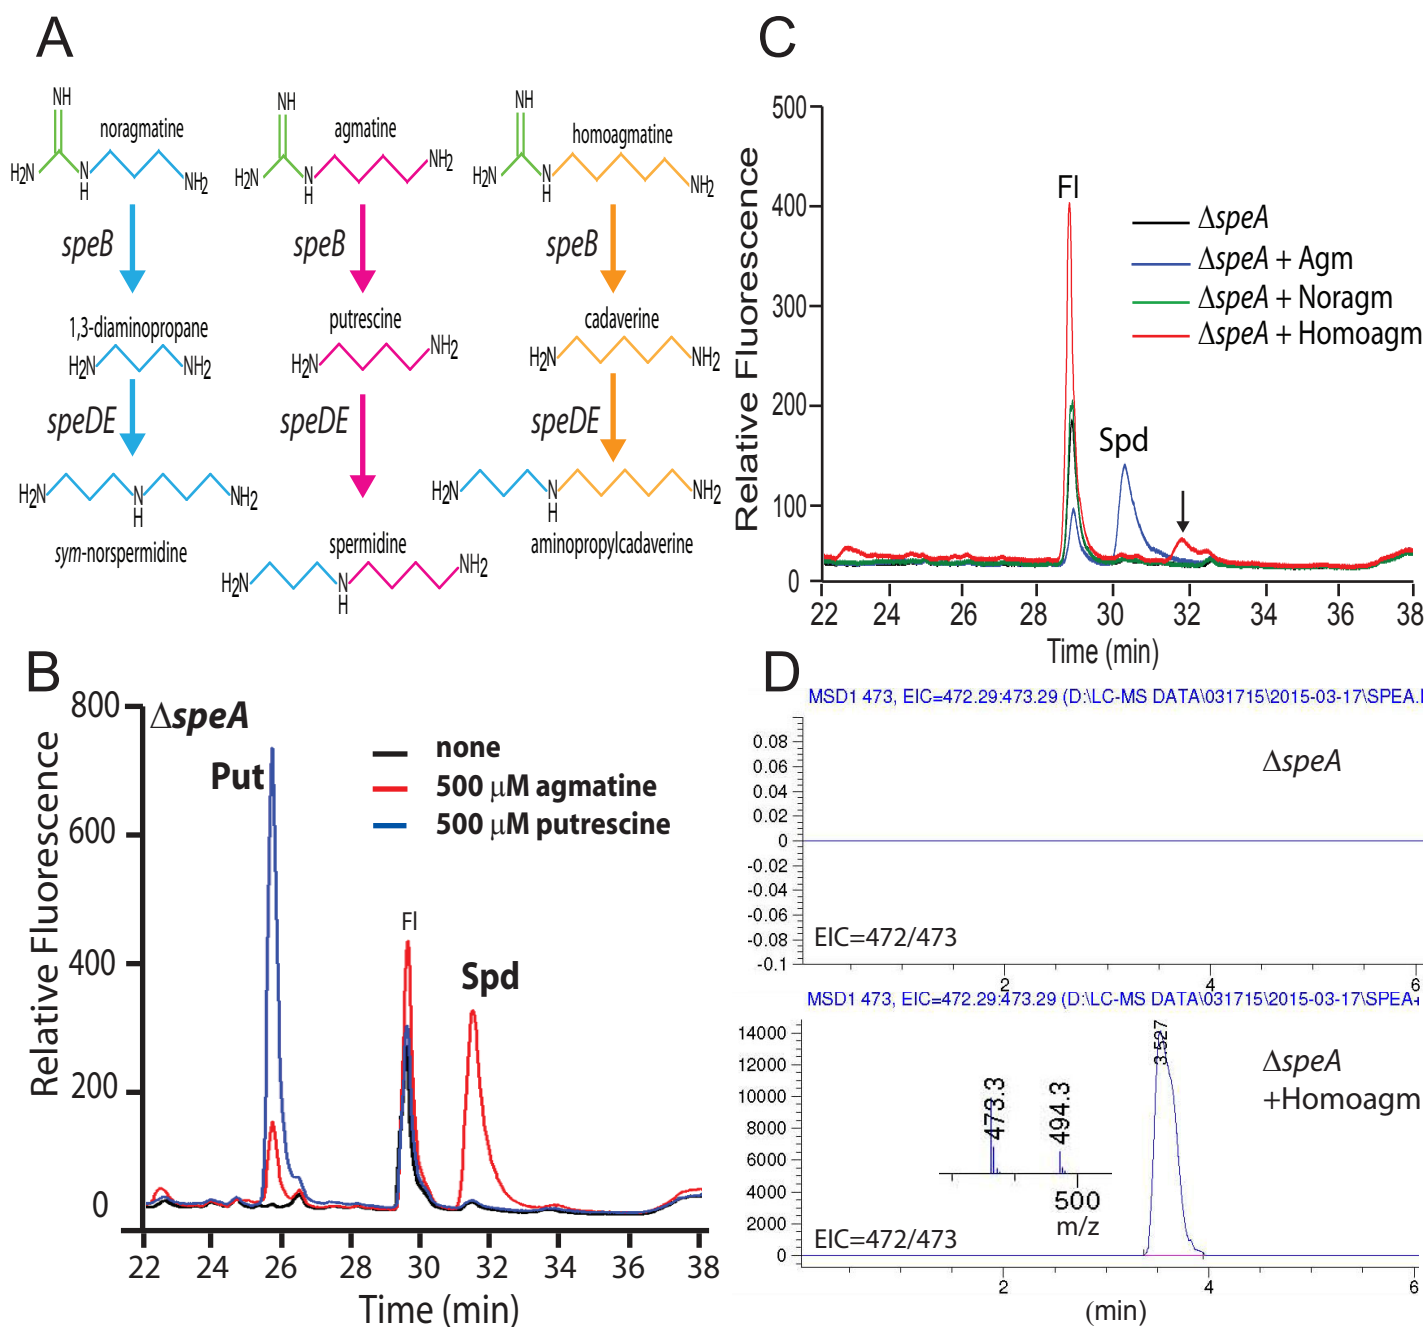 A
NH
NH
NH
noragmatine
agmatine
homoagmatine
H2N
N
H
NH2
H2N
N
H
NH2
H2N
N
H
NH2
speB
speB
speB
1,3-diaminopropane
putrescine
cadaverine
H2N
NH2
H2N
NH2
H2N
NH2
speDE
speDE
speDE
H2N
N
H
NH2
H2N
N
H
NH2
sym-norspermidine
spermidine
aminopropylcadaverine
H2N
N
H
NH2
B
ΔspeA
800
600
400
200
0
Relative Fluorescence
Put
Fl
Spd
none
500 μM agmatine
500 μM putrescine
22 24 26 28 30 32 34 36 38
Time (min)
C
500
400
300
200
100
0
Relative Fluorescence
Fl
Spd
ΔspeA
ΔspeA + Agm
ΔspeA + Noragm
ΔspeA + Homoagm
22 24 26 28 30 32 34 36 38
Time (min)
D
MSD1 473, EIC=472.29:473.29 (D:\LC-MS DATA\031715\2015-03-17\SPEA.
0.08
0.06
0.04
0.02
0
-0.02
-0.04
-0.06
-0.08
-0.1
ΔspeA
EIC=472/473
2 4 6
MSD1 473, EIC=472.29:473.29 (D:\LC-MS DATA\031715\2015-03-17\SPEA+
14000
12000
10000
8000
6000
4000
2000
0
3.527
ΔspeA
+Homoagm
473.3
494.3
500
m/z
EIC=472/473
2 4 6
(min)